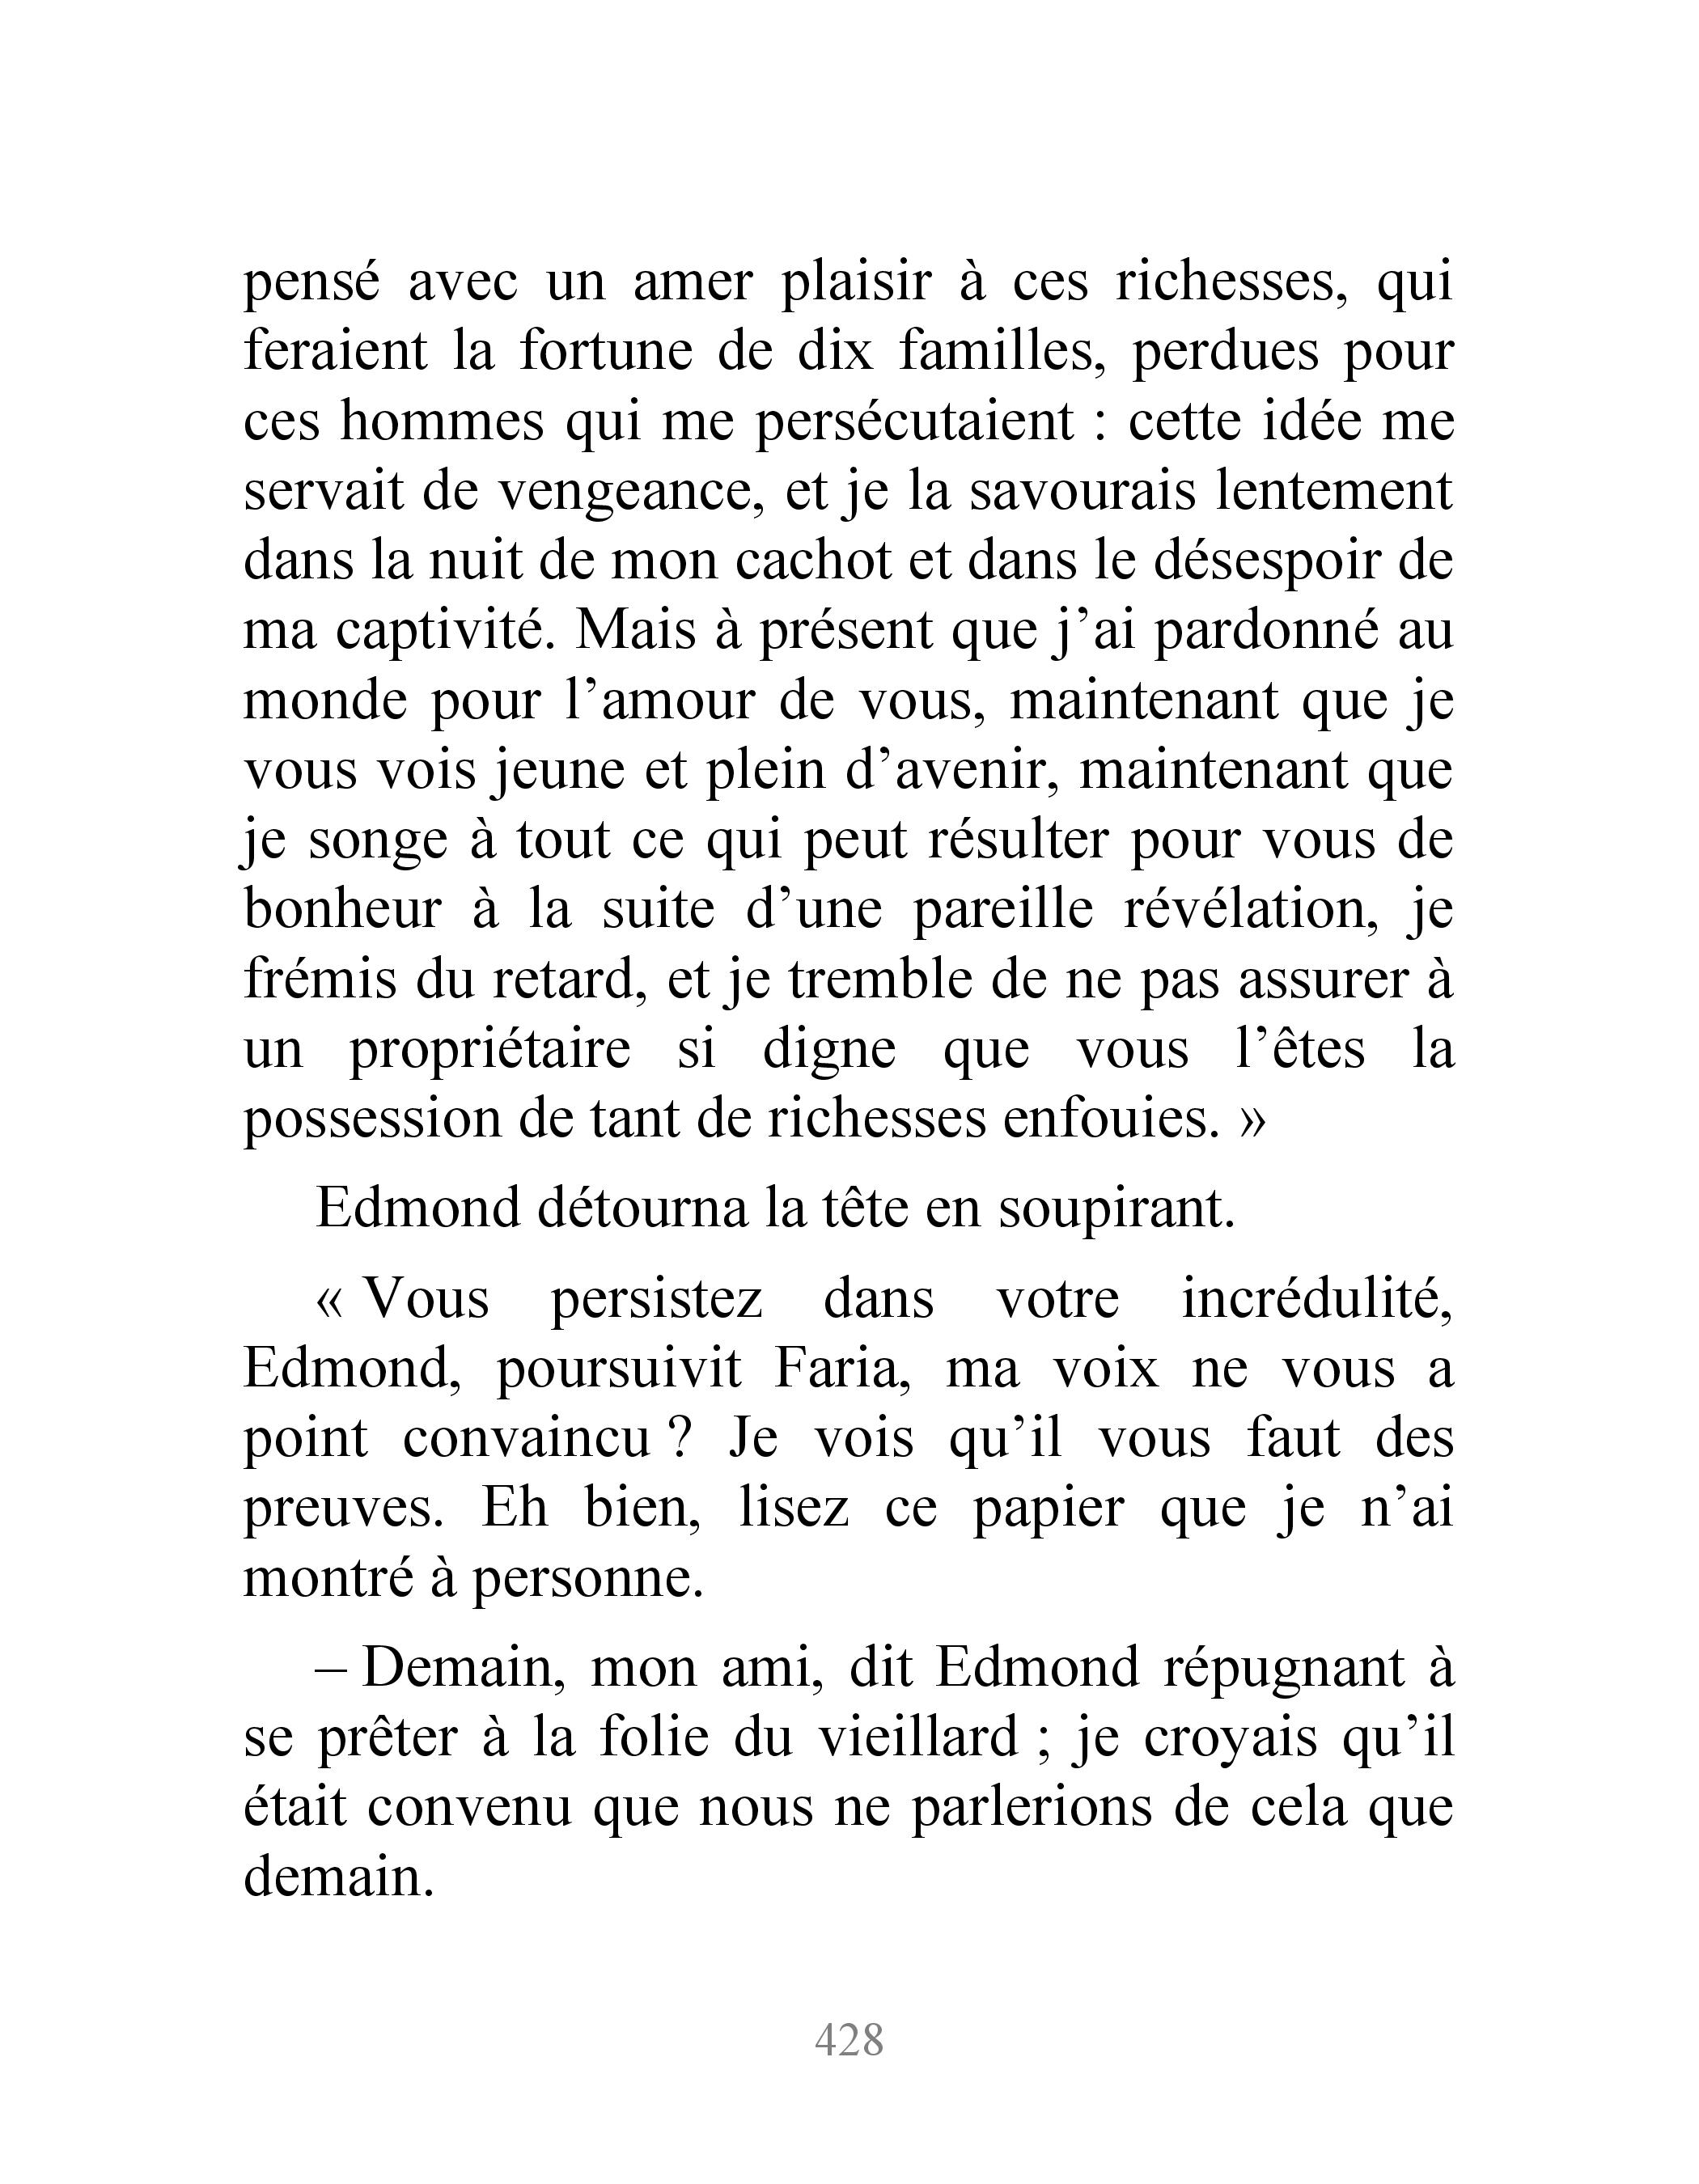 pensé avec un amer plaisir à ces richesses, qui
feraient la fortune de dix familles, perdues pour
ces hommes qui me persécutaient : cette idée me
servait de vengeance, et je la savourais lentement
dans la nuit de mon cachot et dans le désespoir de
ma captivité. Mais à présent que j’ai pardonné au
monde pour l’amour de vous, maintenant que je
vous vois jeune et plein d’avenir, maintenant que
je songe à tout ce qui peut résulter pour vous de
bonheur à la suite d’une pareille révélation, je
frémis du retard, et je tremble de ne pas assurer à
un propriétaire si digne que vous l’êtes la
possession de tant de richesses enfouies. »
Edmond détourna la tête en soupirant.
« Vous persistez dans votre incrédulité,
Edmond, poursuivit Faria, ma voix ne vous a
point convaincu ? Je vois qu’il vous faut des
preuves. Eh bien, lisez ce papier que je n’ai
montré à personne.
– Demain, mon ami, dit Edmond répugnant à
se prêter à la folie du vieillard ; je croyais qu’il
était convenu que nous ne parlerions de cela que
demain.
428